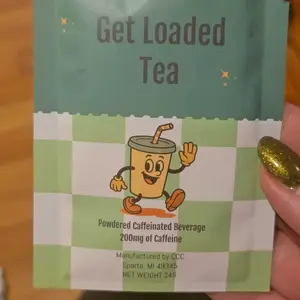 Get Loaded
Tea
Powdered Caffeinated Beverage
200mg of Caffeine
Manufactured by CCC
Sparta, MI 49345
NET WEIGHT 24G